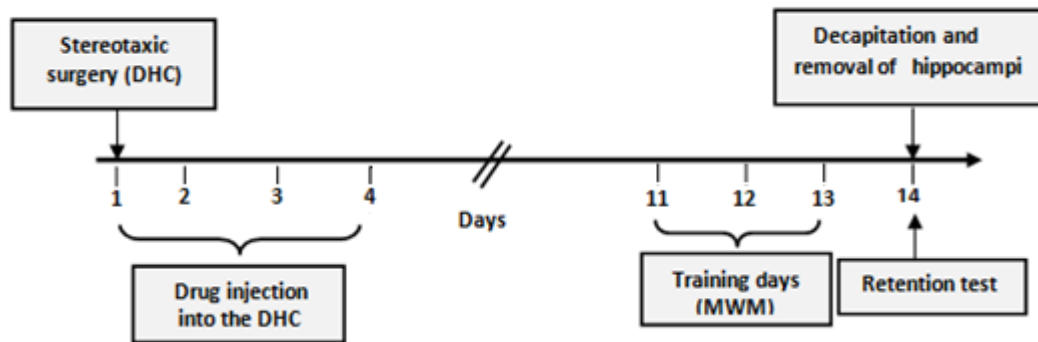 Stereotaxic
surgery (DHC)
Decapitation and
removal of hippocampi
1
2
3
4
Days
11
12
13
14
Drug injection
into the DHC
Training days
(MWM)
Retention test